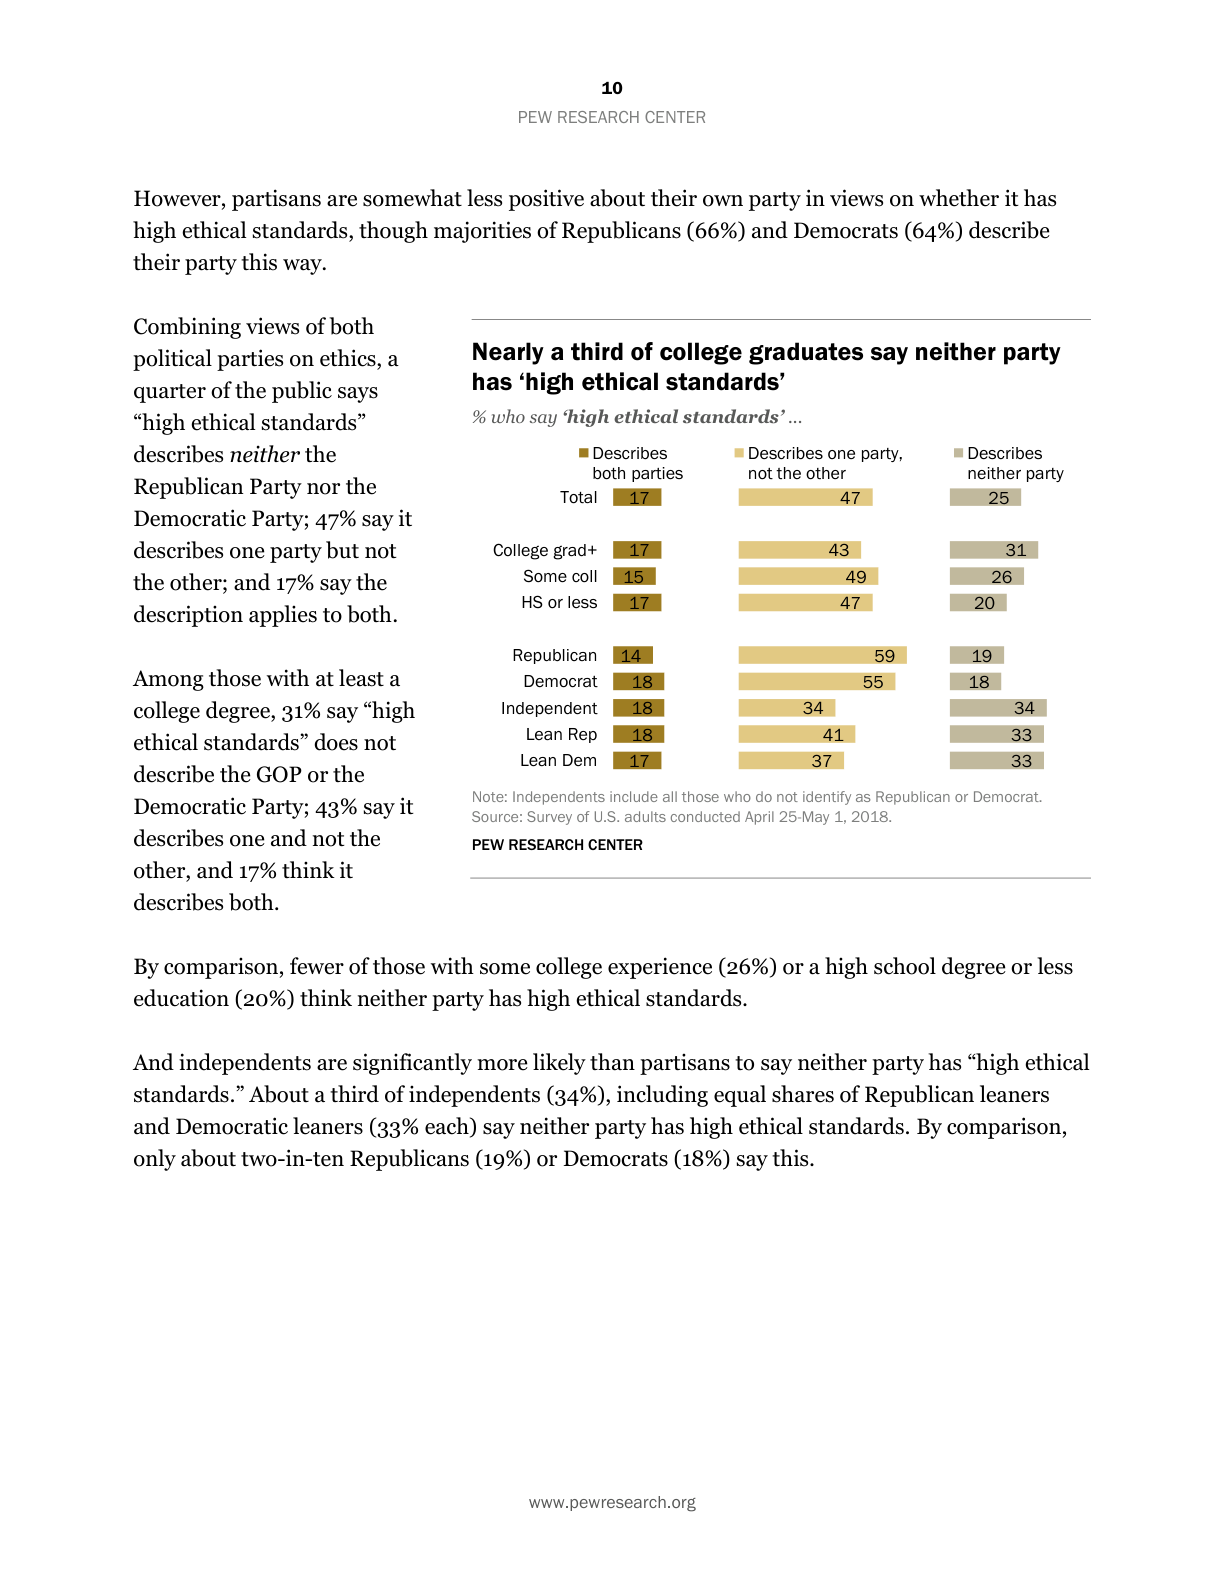 10
PEW RESEARCH CENTER
However, partisans are somewhat less positive about their own party in views on whether it has
high ethical standards, though majorities of Republicans (66%) and Democrats (64%) describe
their party this way.
Combining views of both
political parties on ethics, a
quarter of the public says
“high ethical standards”
describes neither the
Republican Party nor the
Democratic Party; 47% say it
describes one party but not
the other; and 17% say the
description applies to both.
Among those with at least a
college degree, 31% say “high
ethical standards” does not
describe the GOP or the
Democratic Party; 43% say it
describes one and not the
other, and 17% think it
describes both.
Nearly a third of college graduates say neither party
has ‘high ethical standards’
% who say ‘high ethical standards’ ...
Describes both parties
Describes one party, not the other
Describes neither party
Total 17 47 25
College grad+ 17 43 31
Some coll 15 49 26
HS or less 17 47 20
Republican 14 59 19
Democrat 18 55 18
Independent 18 34 34
Lean Rep 18 41 33
Lean Dem 17 37 33
Note: Independents include all those who do not identify as Republican or Democrat.
Source: Survey of U.S. adults conducted April 25-May 1, 2018.
PEW RESEARCH CENTER
By comparison, fewer of those with some college experience (26%) or a high school degree or less
education (20%) think neither party has high ethical standards.
And independents are significantly more likely than partisans to say neither party has “high ethical
standards.” About a third of independents (34%), including equal shares of Republican leaners
and Democratic leaners (33% each) say neither party has high ethical standards. By comparison,
only about two-in-ten Republicans (19%) or Democrats (18%) say this.
www.pewresearch.org